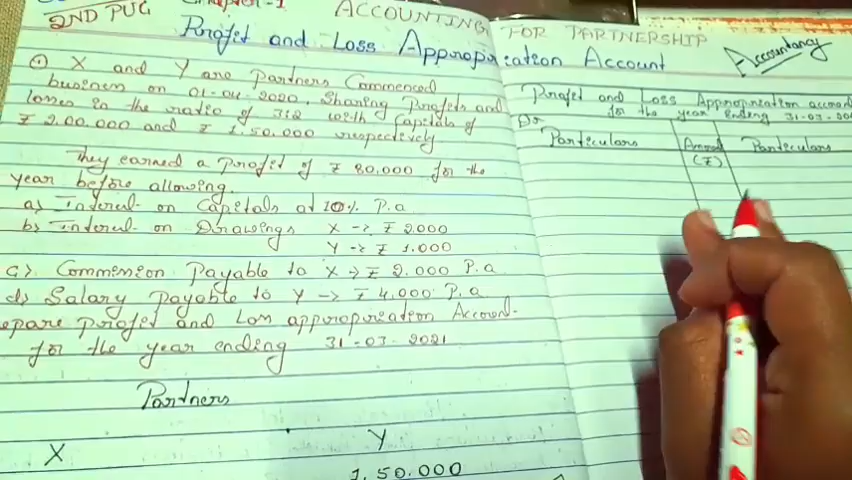 2ND PUC Chapter-1 ACCOUNTING FOR PARTNERSHIP
Profit and Loss Appropriation Account
Accountancy
① X and Y are Partners Commenced
business on 01-04-2020. Sharing Profits and
losses in the ratio of 3:2 with Capitals of
₹ 2.00.000 and ₹ 1.50.000 respectively
They earned a profit of ₹ 80.000 for the
year before allowing.
a) Interest on Capitals at 10% P.a
b) Interest on Drawings X -> ₹ 2.000
Y -> ₹ 1.000
c) Commission Payable to X -> ₹ 2.000 P.a
d) Salary payable to Y -> ₹ 4.000 P.a
epare profit and Loss appropriation Account
for the year ending 31-03-2021
Partners
X Y
1.50.000
Profit and Loss Appropriation account
for the year ending 31-03-
Dr
Particulars Amount Particulars
(₹)